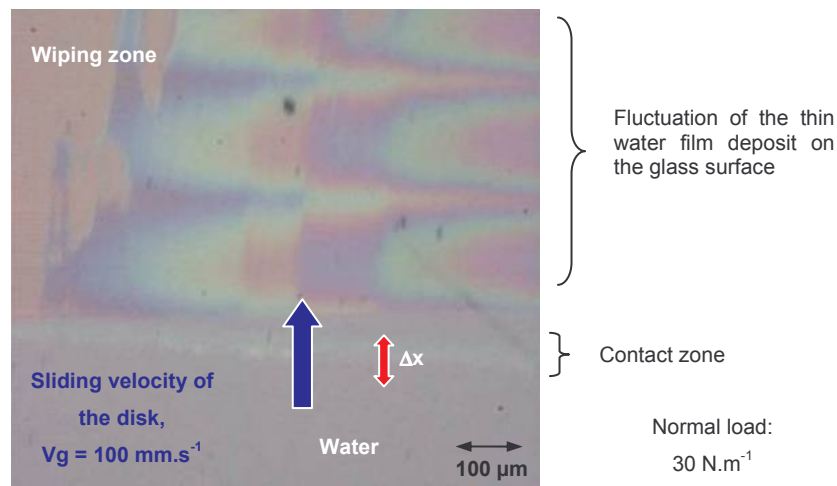 Wiping zone
Fluctuation of the thin
water film deposit on
the glass surface
Δx
Contact zone
Sliding velocity of
the disk,
Vg = 100 mm.s⁻¹
Water
100 µm
Normal load:
30 N.m⁻¹